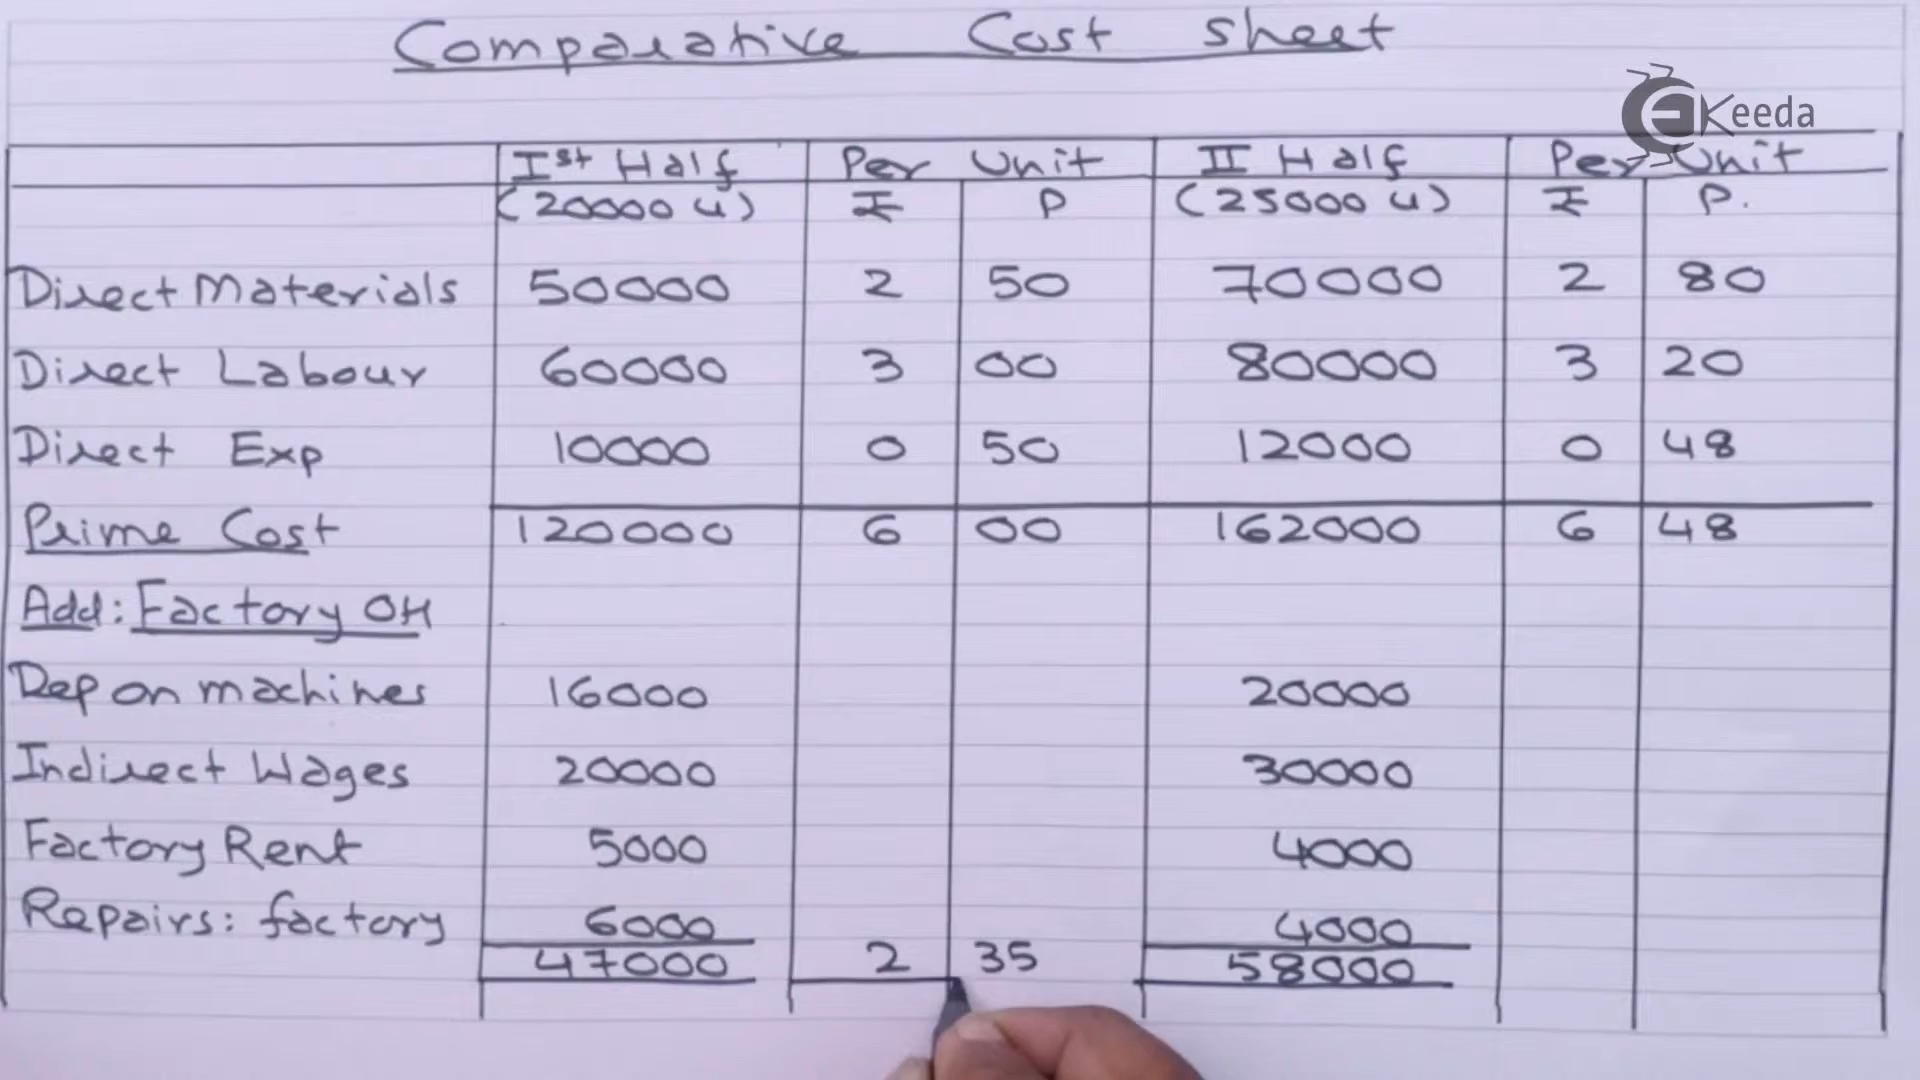 Comparative Cost Sheet
Keeda
Ist Half Per Unit II Half Per Unit
(20000 u) ₹ P (25000 u) ₹ P.
Direct Materials 50000 2 50 70000 2 80
Direct Labour 60000 3 00 80000 3 20
Direct Exp 10000 0 50 12000 0 48
Prime Cost 120000 6 00 162000 6 48
Add: Factory OH
Dep on machines 16000 20000
Indirect Wages 20000 30000
Factory Rent 5000 4000
Repairs: factory 6000 4000
47000 2 35 58000